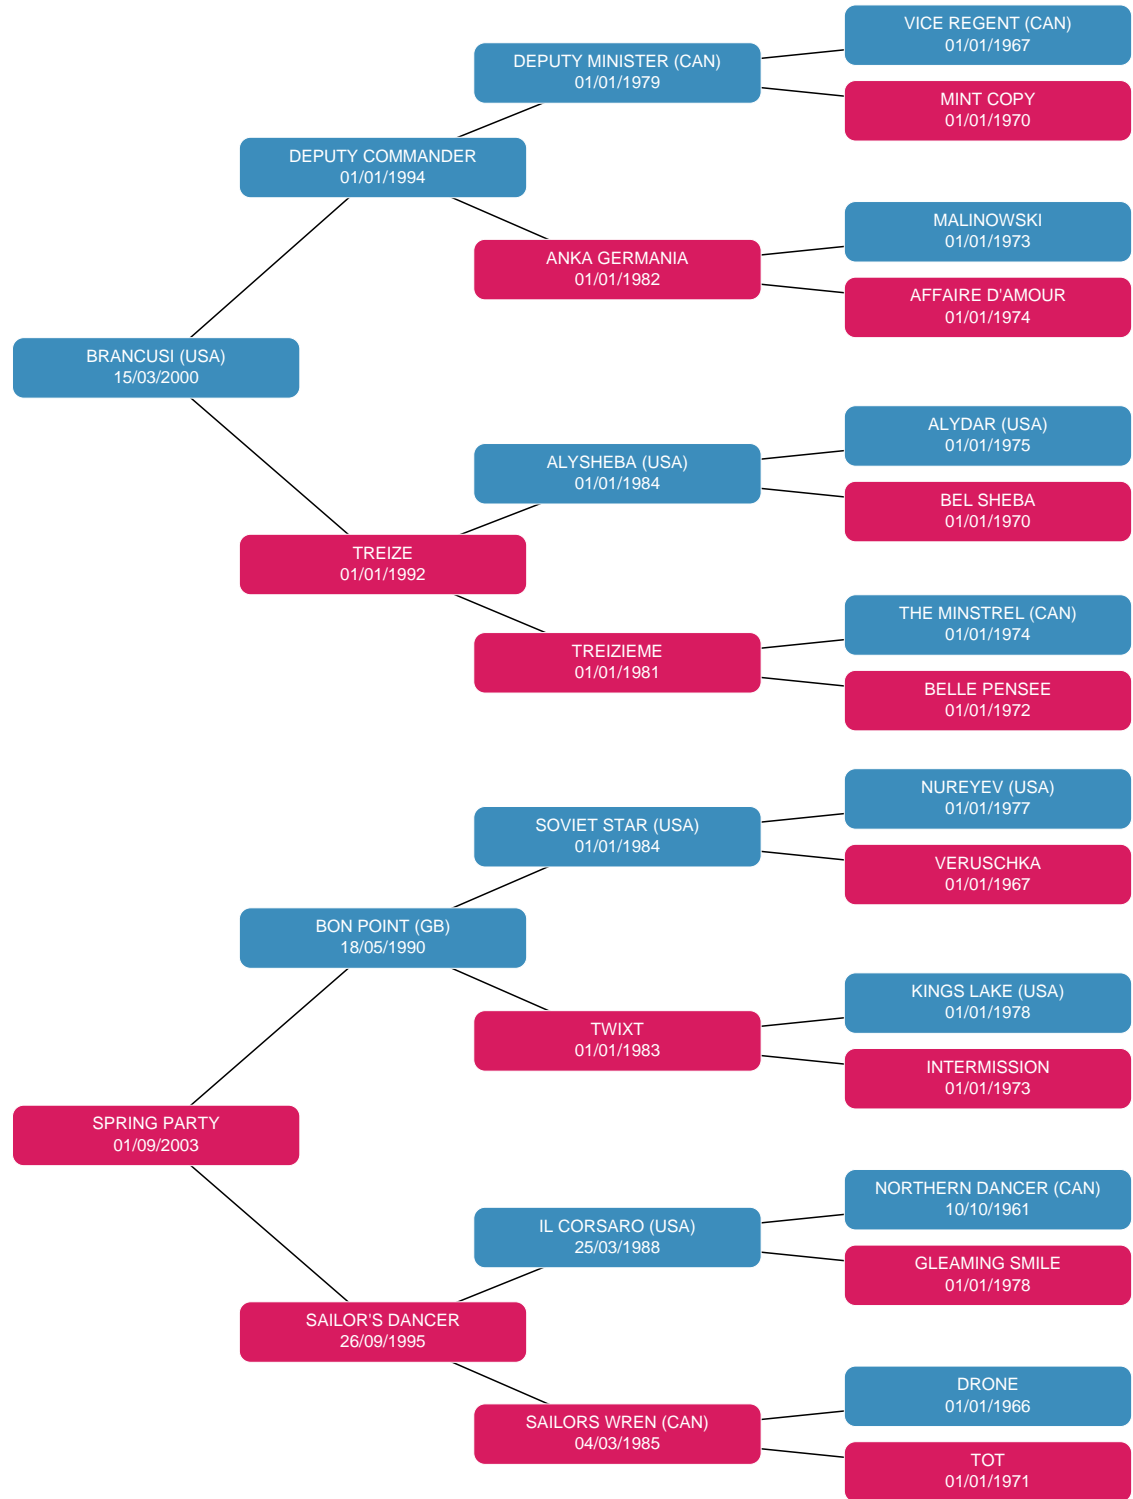 VICE REGENT (CAN)
01/01/1967
DEPUTY MINISTER (CAN)
01/01/1979
MINT COPY
01/01/1970
DEPUTY COMMANDER
01/01/1994
MALINOWSKI
01/01/1973
ANKA GERMANIA
01/01/1982
AFFAIRE D'AMOUR
01/01/1974
BRANCUSI (USA)
15/03/2000
ALYDAR (USA)
01/01/1975
ALYSHEBA (USA)
01/01/1984
BEL SHEBA
01/01/1970
TREIZE
01/01/1992
THE MINSTREL (CAN)
01/01/1974
TREIZIEME
01/01/1981
BELLE PENSEE
01/01/1972
NUREYEV (USA)
01/01/1977
SOVIET STAR (USA)
01/01/1984
VERUSCHKA
01/01/1967
BON POINT (GB)
18/05/1990
KINGS LAKE (USA)
01/01/1978
TWIXT
01/01/1983
INTERMISSION
01/01/1973
SPRING PARTY
01/09/2003
NORTHERN DANCER (CAN)
10/10/1961
IL CORSARO (USA)
25/03/1988
GLEAMING SMILE
01/01/1978
SAILOR'S DANCER
26/09/1995
DRONE
01/01/1966
SAILORS WREN (CAN)
04/03/1985
TOT
01/01/1971